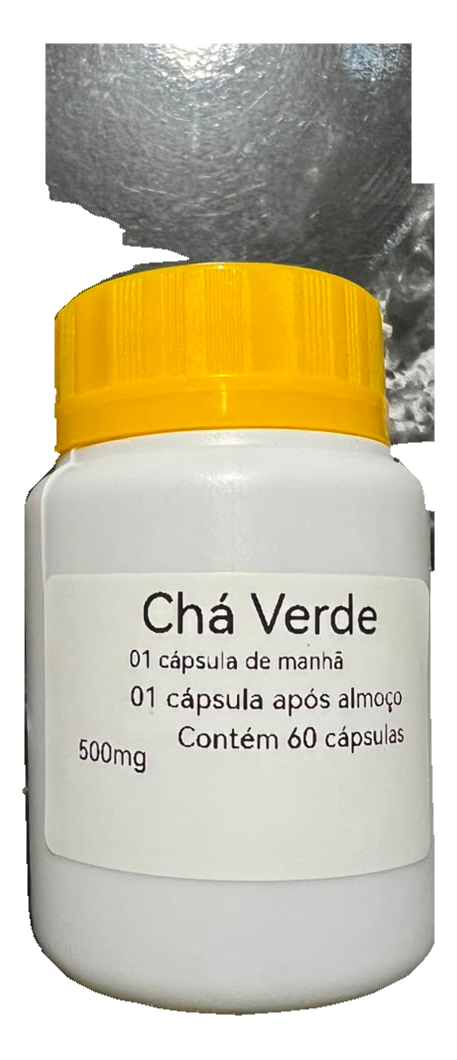 Chá Verde
01 cápsula de manhã
01 cápsula após almoço
Contém 60 cápsulas
500mg